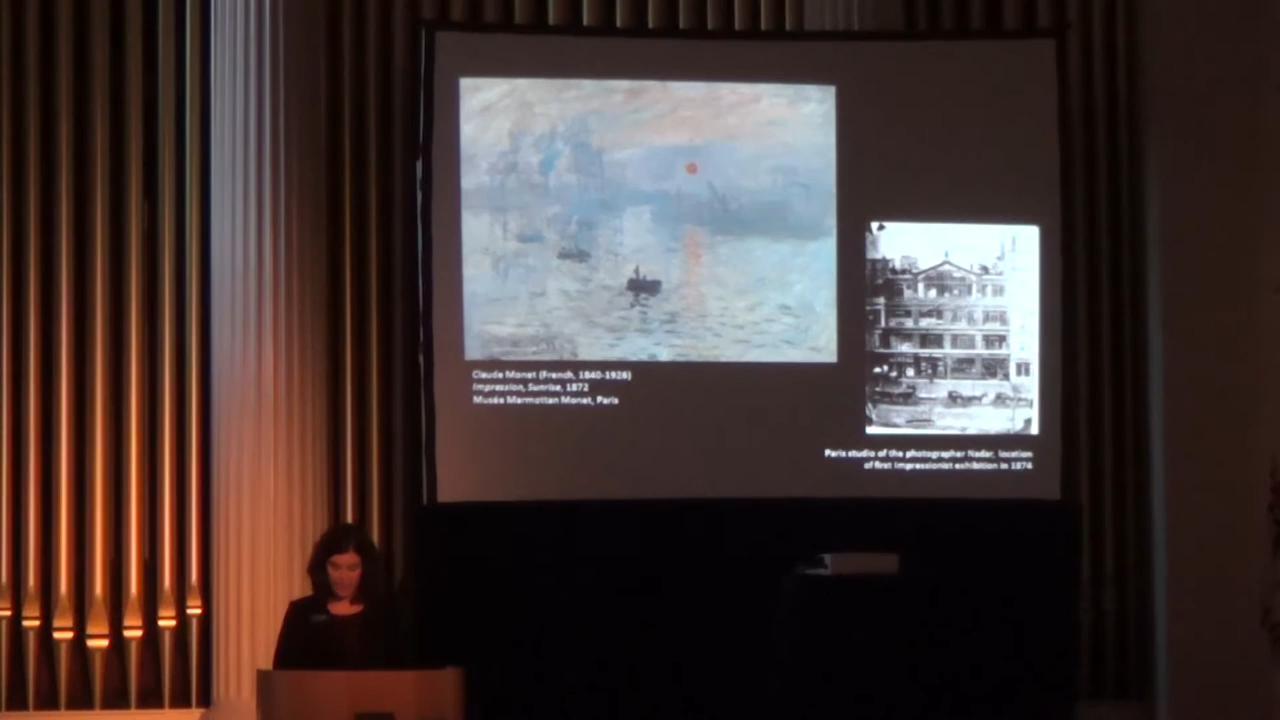 Claude Monet (French, 1840-1926)
Impression, Sunrise, 1872
Musée Marmottan Monet, Paris
Paris studio of the photographer Nadar, location
of first Impressionist exhibition in 1874